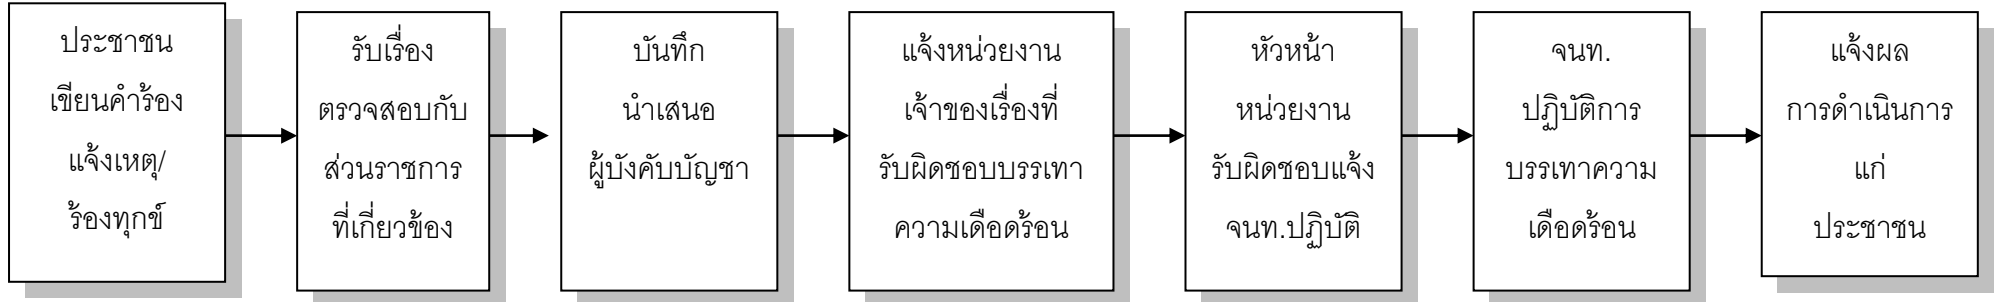 ประชาชน
เขียนคำร้อง
แจ้งเหตุ/
ร้องทุกข์
รับเรื่อง
ตรวจสอบกับ
ส่วนราชการ
ที่เกี่ยวข้อง
บันทึก
นำเสนอ
ผู้บังคับบัญชา
แจ้งหน่วยงาน
เจ้าของเรื่องที่
รับผิดชอบบรรเทา
ความเดือดร้อน
หัวหน้า
หน่วยงาน
รับผิดชอบแจ้ง
จนท.ปฏิบัติ
จนท.
ปฏิบัติการ
บรรเทาความ
เดือดร้อน
แจ้งผล
การดำเนินการ
แก่
ประชาชน